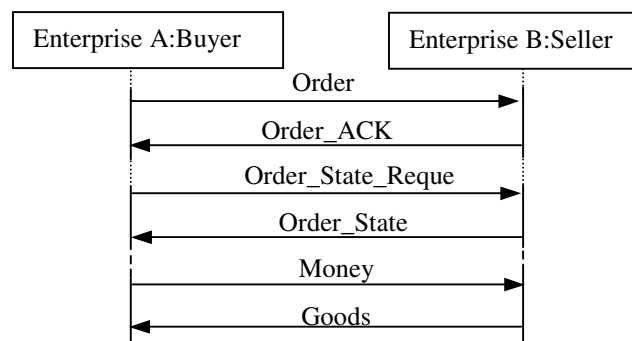 Enterprise A:Buyer
Enterprise B:Seller
Order
Order_ACK
Order_State_Reque
Order_State
Money
Goods